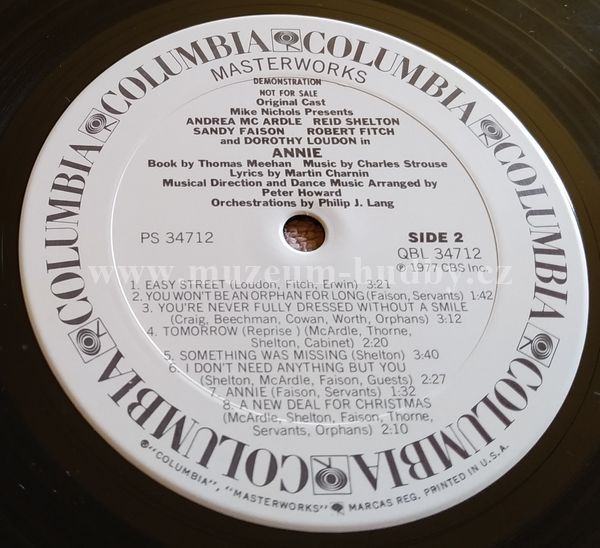 COLUMBIA COLUMBIA COLUMBIA COLUMBIA COLUMBIA COLUMBIA
MASTERWORKS
DEMONSTRATION
NOT FOR SALE
Original Cast
Mike Nichols Presents
ANDREA MC ARDLE REID SHELTON
SANDY FAISON ROBERT FITCH
and DOROTHY LOUDON in
ANNIE
Book by Thomas Meehan Music by Charles Strouse
Lyrics by Martin Charnin
Musical Direction and Dance Music Arranged by
Peter Howard
Orchestrations by Philip J. Lang
PS 34712
SIDE 2
QBL 34712
℗ 1977 CBS Inc.
www.muzeum-hudby.cz
1. EASY STREET (Loudon, Fitch, Erwin) 3:21
2. YOU WON'T BE AN ORPHAN FOR LONG (Faison, Servants) 1:42
3. YOU'RE NEVER FULLY DRESSED WITHOUT A SMILE
(Craig, Beechman, Cowan, Worth, Orphans) 3:12
4. TOMORROW (Reprise ) (McArdle, Thorne,
Shelton, Cabinet) 2:20
5. SOMETHING WAS MISSING (Shelton) 3:40
6. I DON'T NEED ANYTHING BUT YOU
(Shelton, McArdle, Faison, Guests) 2:27
7. ANNIE (Faison, Servants) 1:32
8. A NEW DEAL FOR CHRISTMAS
(McArdle, Shelton, Faison, Thorne,
Servants, Orphans) 2:10
®"COLUMBIA", "MASTERWORKS" MARCAS REG. PRINTED IN U.S.A.